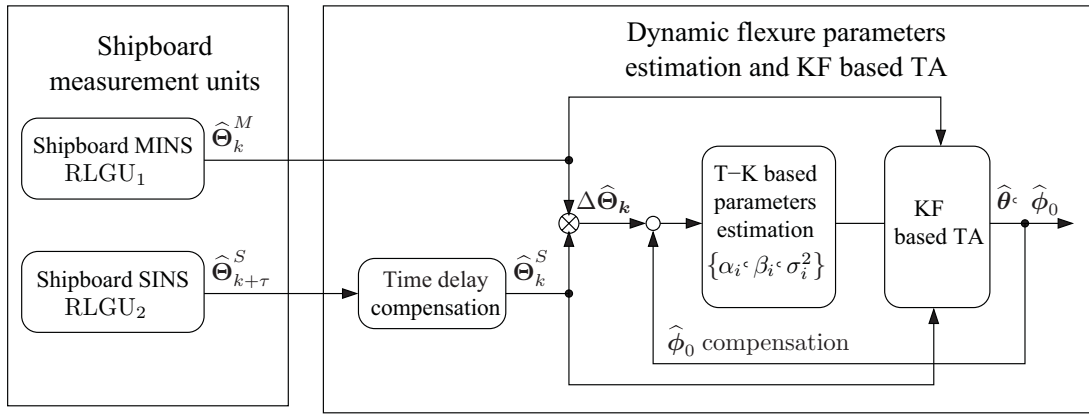 Shipboard
measurement units
Dynamic flexure parameters
estimation and KF based TA
Shipboard MINS
RLGU₁
Θ̂ₖᴹ
Shipboard SINS
RLGU₂
Θ̂ₖ₊τˢ
Time delay
compensation
Θ̂ₖˢ
ΔΘ̂ₖ
T−K based
parameters
estimation
{αᵢ، βᵢ، σᵢ²}
KF
based TA
θ̂، ϕ̂₀
ϕ̂₀ compensation